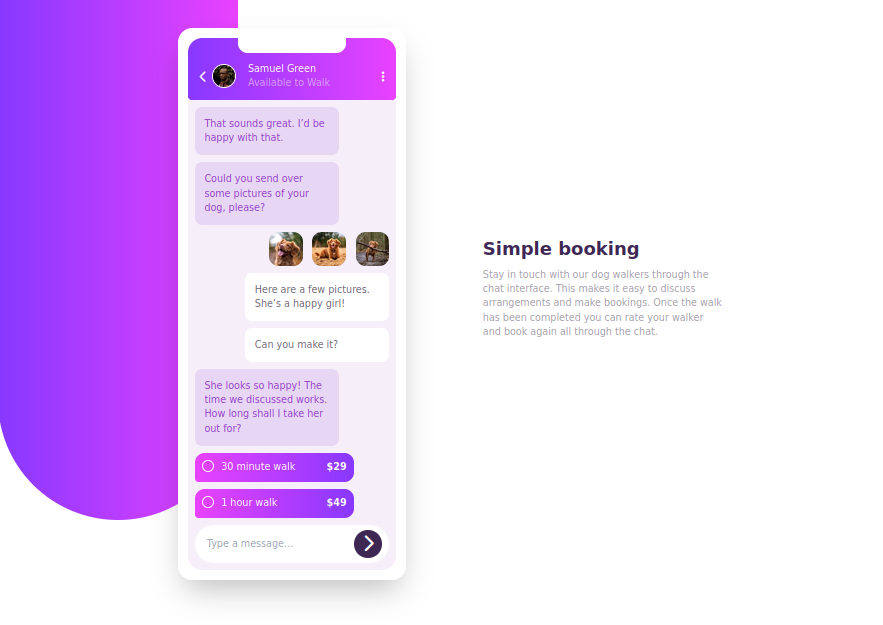 Samuel Green
Available to Walk
That sounds great. I’d be
happy with that.
Could you send over
some pictures of your
dog, please?
Here are a few pictures.
She’s a happy girl!
Can you make it?
She looks so happy! The
time we discussed works.
How long shall I take her
out for?
30 minute walk $29
1 hour walk $49
Type a message…
Simple booking
Stay in touch with our dog walkers through the
chat interface. This makes it easy to discuss
arrangements and make bookings. Once the walk
has been completed you can rate your walker
and book again all through the chat.